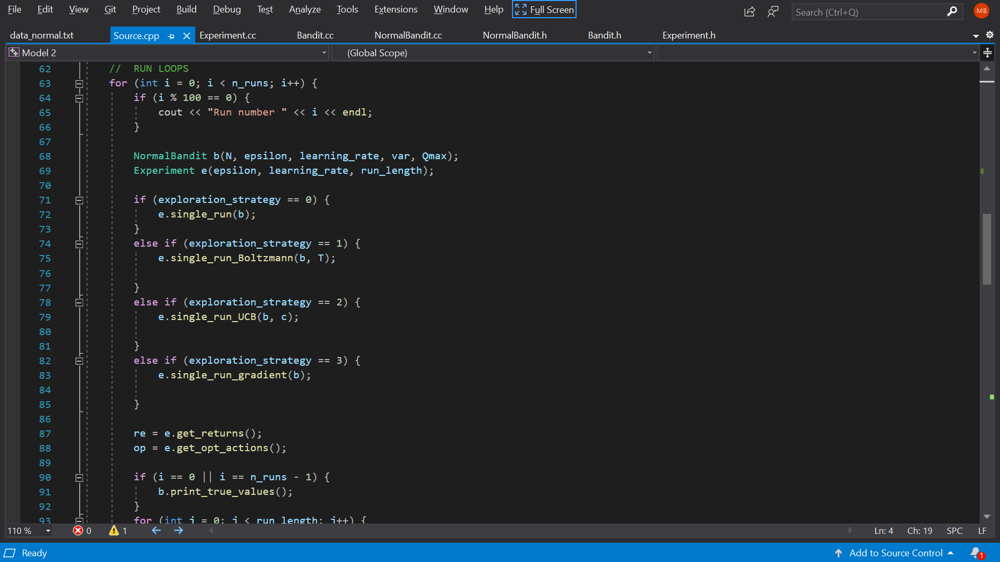 File Edit View Git Project Build Debug Test Analyze Tools Extensions Window Help Full Screen Search (Ctrl+Q) MB
data_normal.txt Source.cpp Experiment.cc Bandit.cc NormalBandit.cc NormalBandit.h Bandit.h Experiment.h
Model 2 (Global Scope)
62 // RUN LOOPS
63 for (int i = 0; i < n_runs; i++) {
64 if (i % 100 == 0) {
65 cout << "Run number " << i << endl;
66 }
67
68 NormalBandit b(N, epsilon, learning_rate, var, Qmax);
69 Experiment e(epsilon, learning_rate, run_length);
70
71 if (exploration_strategy == 0) {
72 e.single_run(b);
73 }
74 else if (exploration_strategy == 1) {
75 e.single_run_Boltzmann(b, T);
76
77 }
78 else if (exploration_strategy == 2) {
79 e.single_run_UCB(b, c);
80
81 }
82 else if (exploration_strategy == 3) {
83 e.single_run_gradient(b);
84
85 }
86
87 re = e.get_returns();
88 op = e.get_opt_actions();
89
90 if (i == 0 || i == n_runs - 1) {
91 b.print_true_values();
92 }
93 for (int j = 0; j < run_length; j++) {
110 % 0 1 Ln: 4 Ch: 19 SPC LF
Ready Add to Source Control 1